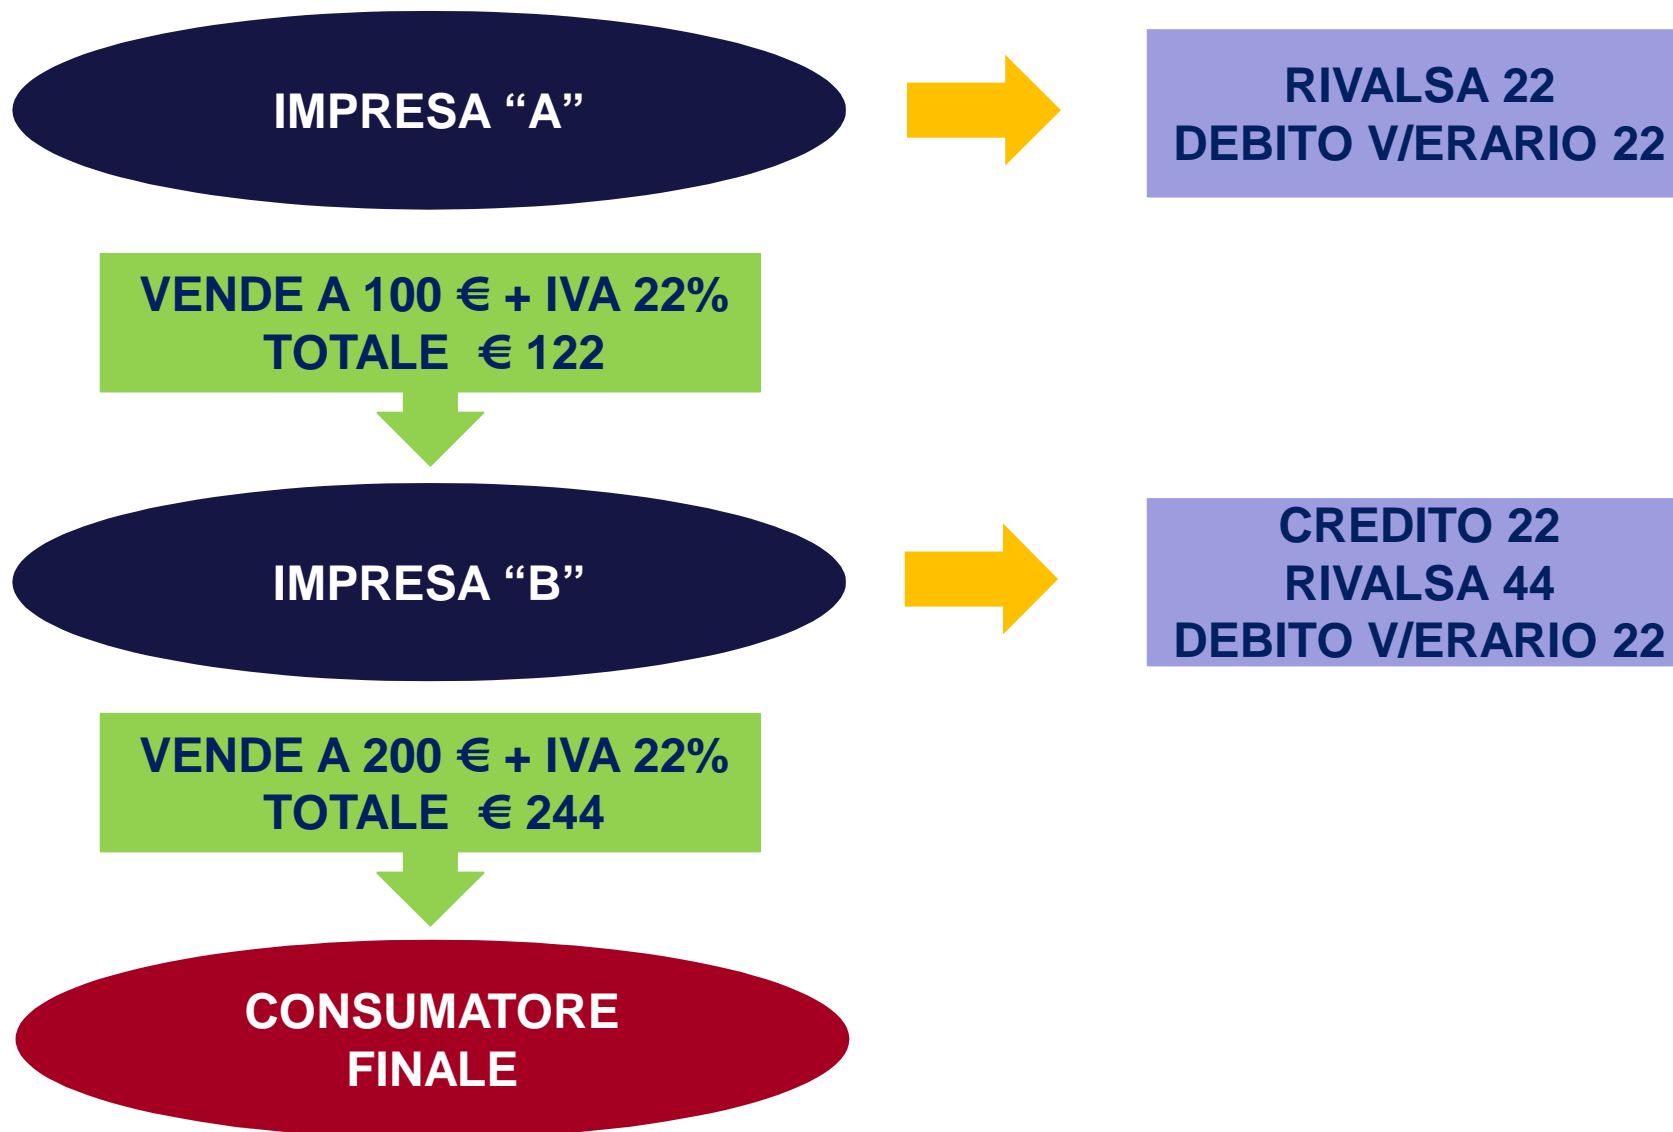 IMPRESA “A”
RIVALSA 22
DEBITO V/ERARIO 22
VENDE A 100 € + IVA 22%
TOTALE € 122
IMPRESA “B”
CREDITO 22
RIVALSA 44
DEBITO V/ERARIO 22
VENDE A 200 € + IVA 22%
TOTALE € 244
CONSUMATORE
FINALE